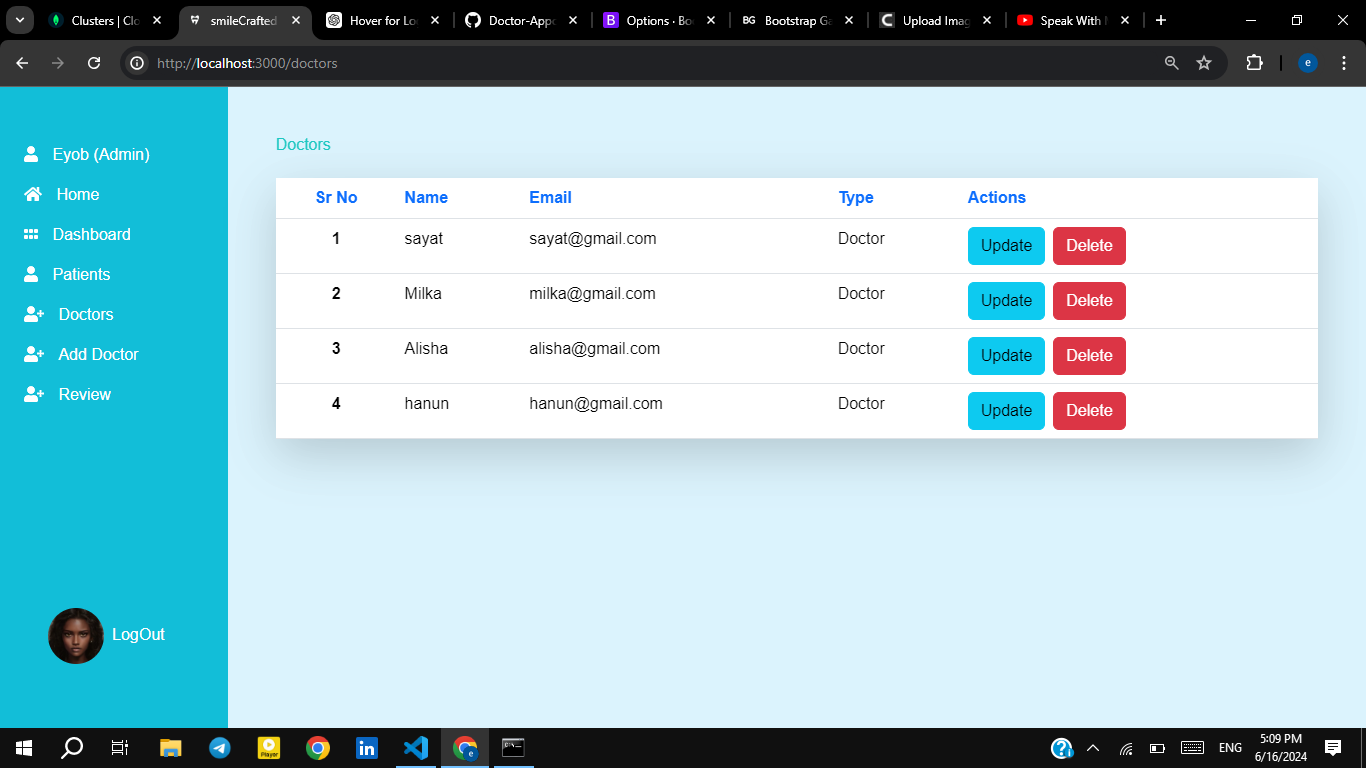 Clusters | Clo
smileCrafted
Hover for Lo
Doctor-Appo
Options · Bo
BG Bootstrap Ga
Upload Imag
Speak With
http://localhost:3000/doctors
e
Eyob (Admin)
Home
Dashboard
Patients
Doctors
Add Doctor
Review
LogOut
Doctors
Sr No Name Email Type Actions
1 sayat sayat@gmail.com Doctor Update Delete
2 Milka milka@gmail.com Doctor Update Delete
3 Alisha alisha@gmail.com Doctor Update Delete
4 hanun hanun@gmail.com Doctor Update Delete
Player
ENG
5:09 PM
6/16/2024